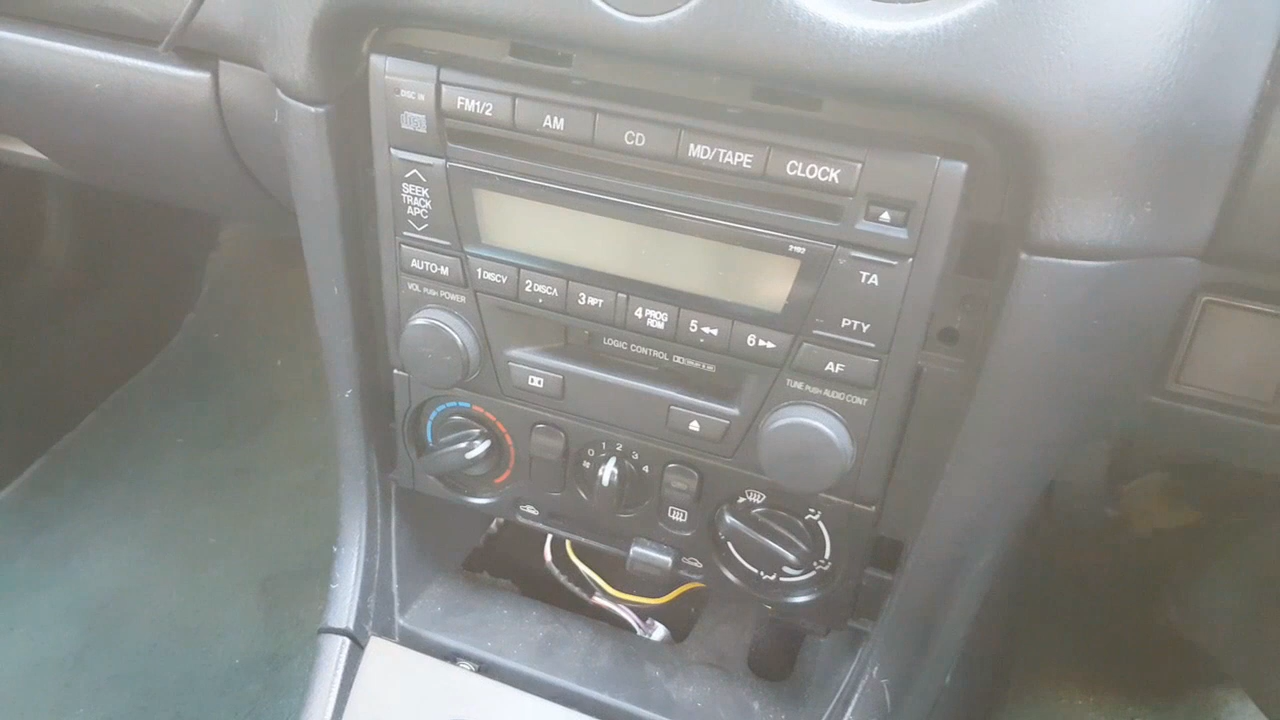 DISC IN
FM1/2
AM
CD
MD/TAPE
CLOCK
SEEK
TRACK
APC
2193
TA
AUTO-M
1 DISC∨
2 DISC∧
3 RPT
4 PROG
RDM
5
6
PTY
VOL PUSH POWER
LOGIC CONTROL
AF
TUNE PUSH AUDIO CONT
0 1 2 3 4